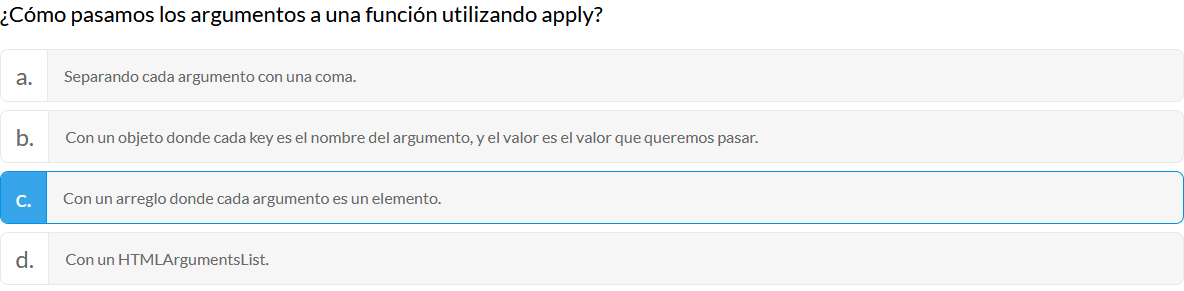 ¿Cómo pasamos los argumentos a una función utilizando apply?
a. Separando cada argumento con una coma.
b. Con un objeto donde cada key es el nombre del argumento, y el valor es el valor que queremos pasar.
c. Con un arreglo donde cada argumento es un elemento.
d. Con un HTMLArgumentsList.